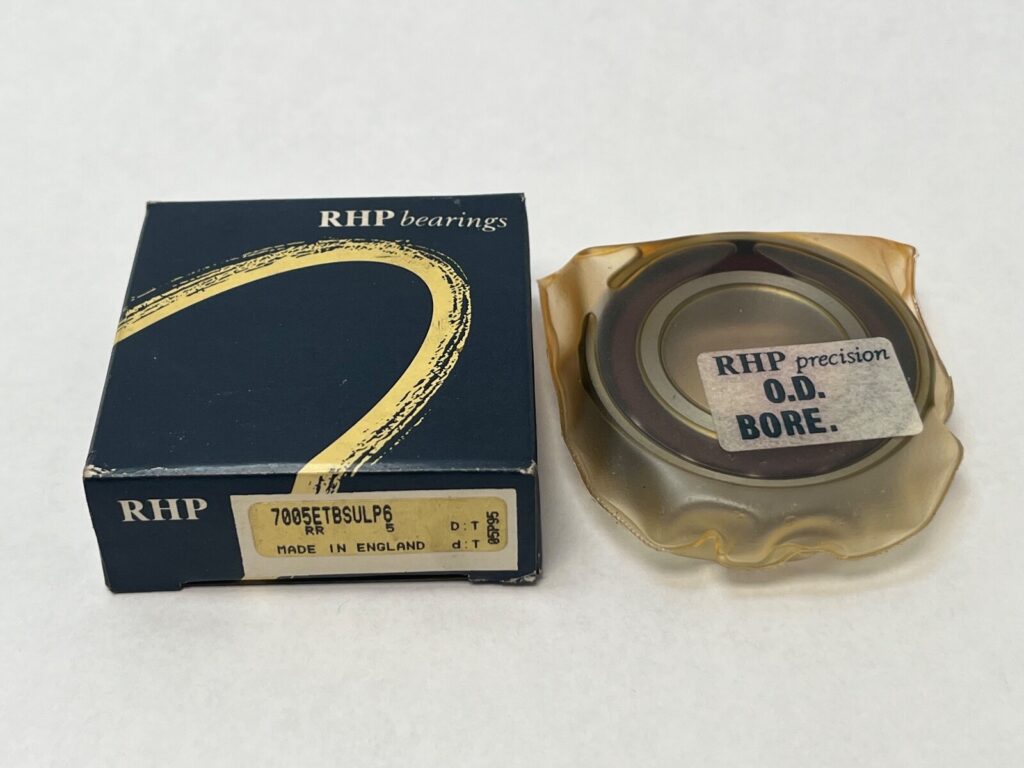 RHP bearings
RHP
7005ETBSULP6
RR 5 D:T
MADE IN ENGLAND d:T
05P95
RHP precision
O.D.
BORE.